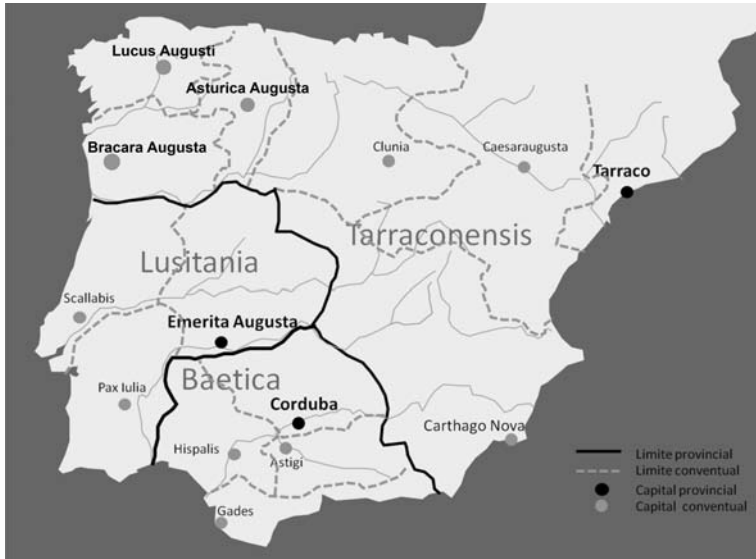 Lucus Augusti
Asturica Augusta
Bracara Augusta
Clunia
Caesaraugusta
Tarraco
Tarraconensis
Lusitania
Scallabis
Emerita Augusta
Baetica
Pax Iulia
Corduba
Carthago Nova
Hispalis
Astigi
Gades
Limite provincial
Limite conventual
Capital provincial
Capital conventual